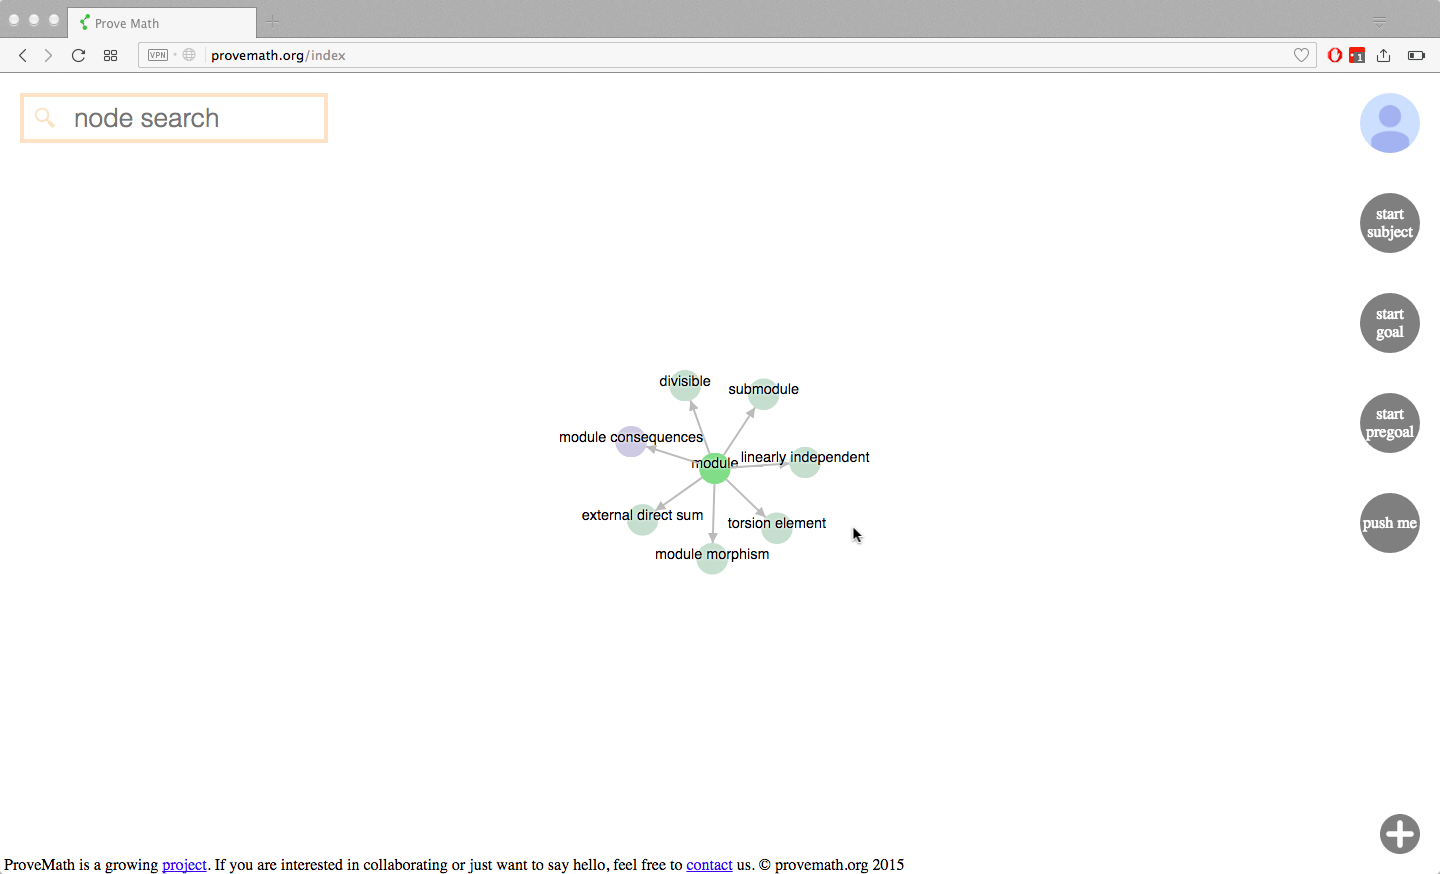 Prove Math
VPN
provemath.org/index
1
node search
start
subject
start
goal
start
pregoal
push me
divisible
submodule
module consequences
module
linearly independent
external direct sum
torsion element
module morphism
ProveMath is a growing project. If you are interested in collaborating or just want to say hello, feel free to contact us. © provemath.org 2015